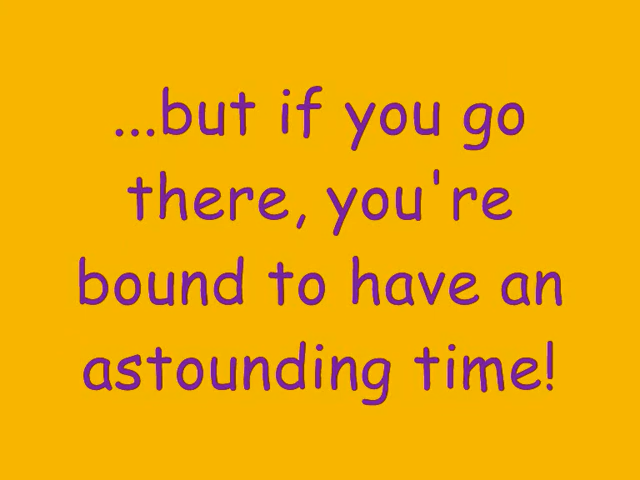 ...but if you go
there, you're
bound to have an
astounding time!